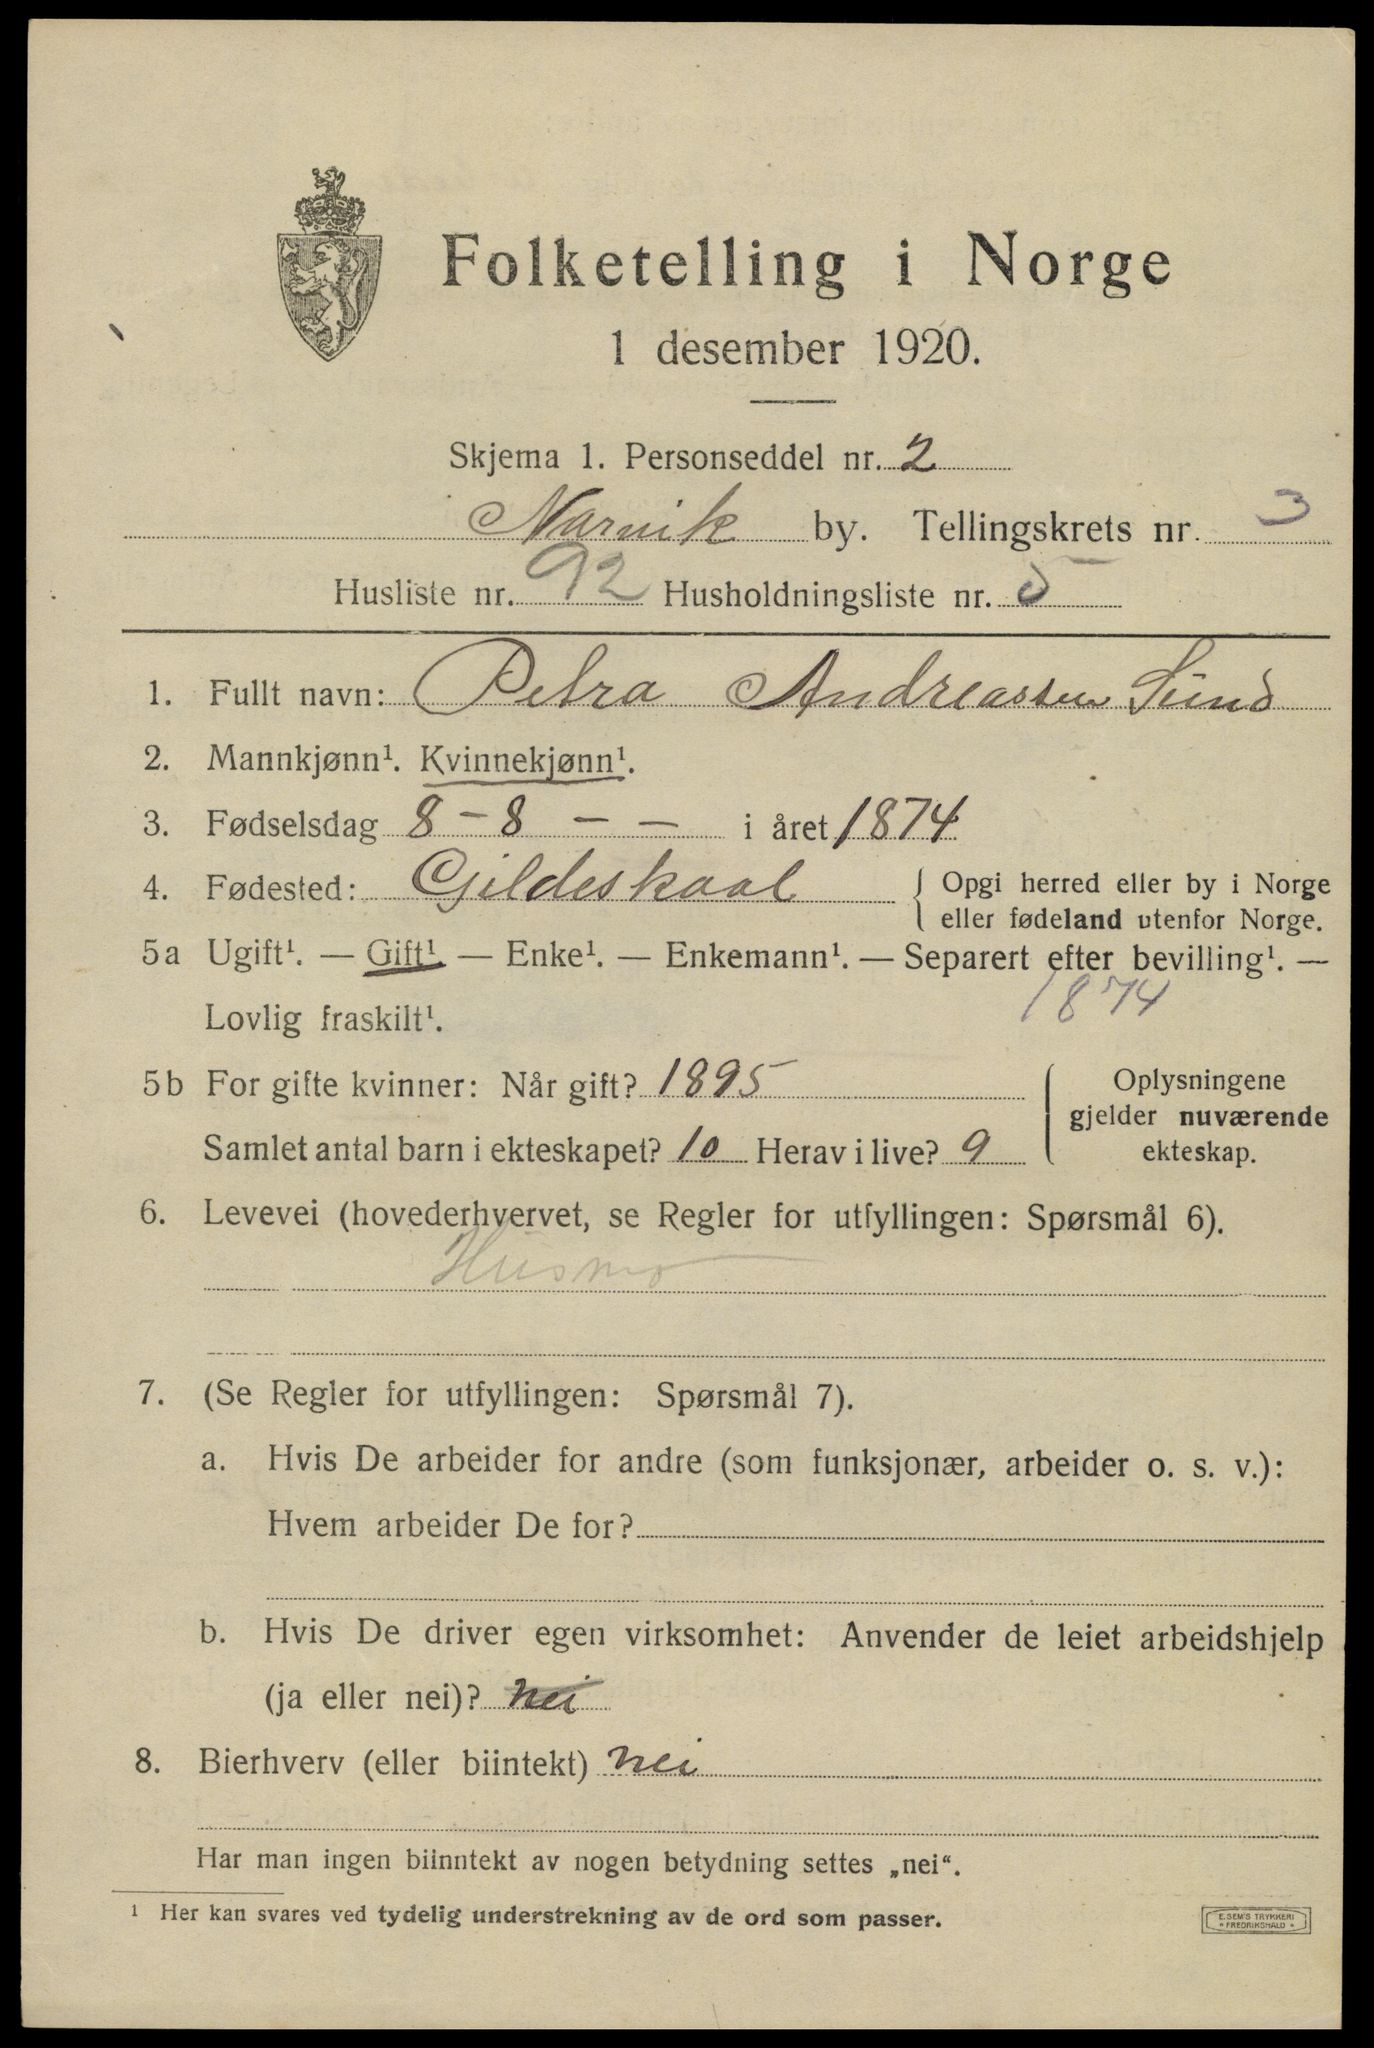 Folketelling i Norge
1 desember 1920.
Skjema 1. Personseddel nr. 2
Narvik by. Tellingskrets nr. 3
Husliste nr. 92 Husholdningsliste nr. 5
1. Fullt navn: Petra Andreassen Sund
2. Mannkjønn¹. Kvinnekjønn¹.
3. Fødselsdag 8 – 8 – – i året 1874
4. Fødested: Gildeskaal { Opgi herred eller by i Norge
eller fødeland utenfor Norge.
5a Ugift¹. — Gift¹. — Enke¹. — Enkemann¹. — Separert efter bevilling¹. —
Lovlig fraskilt¹. 1874
5b For gifte kvinner: Når gift? 1895 { Oplysningene
gjelder nuværende
Samlet antal barn i ekteskapet? 10 Herav i live? 9 ekteskap.
6. Levevei (hovederhvervet, se Regler for utfyllingen: Spørsmål 6).
Husmo
7. (Se Regler for utfyllingen: Spørsmål 7).
a. Hvis De arbeider for andre (som funksjonær, arbeider o. s. v.):
Hvem arbeider De for?
b. Hvis De driver egen virksomhet: Anvender de leiet arbeidshjelp
(ja eller nei)? nei
8. Bierhverv (eller biintekt) nei
Har man ingen biinntekt av nogen betydning settes „nei“.
¹ Her kan svares ved tydelig understrekning av de ord som passer.
E. SEM'S TRYKKERI
* FREDRIKSHALD *